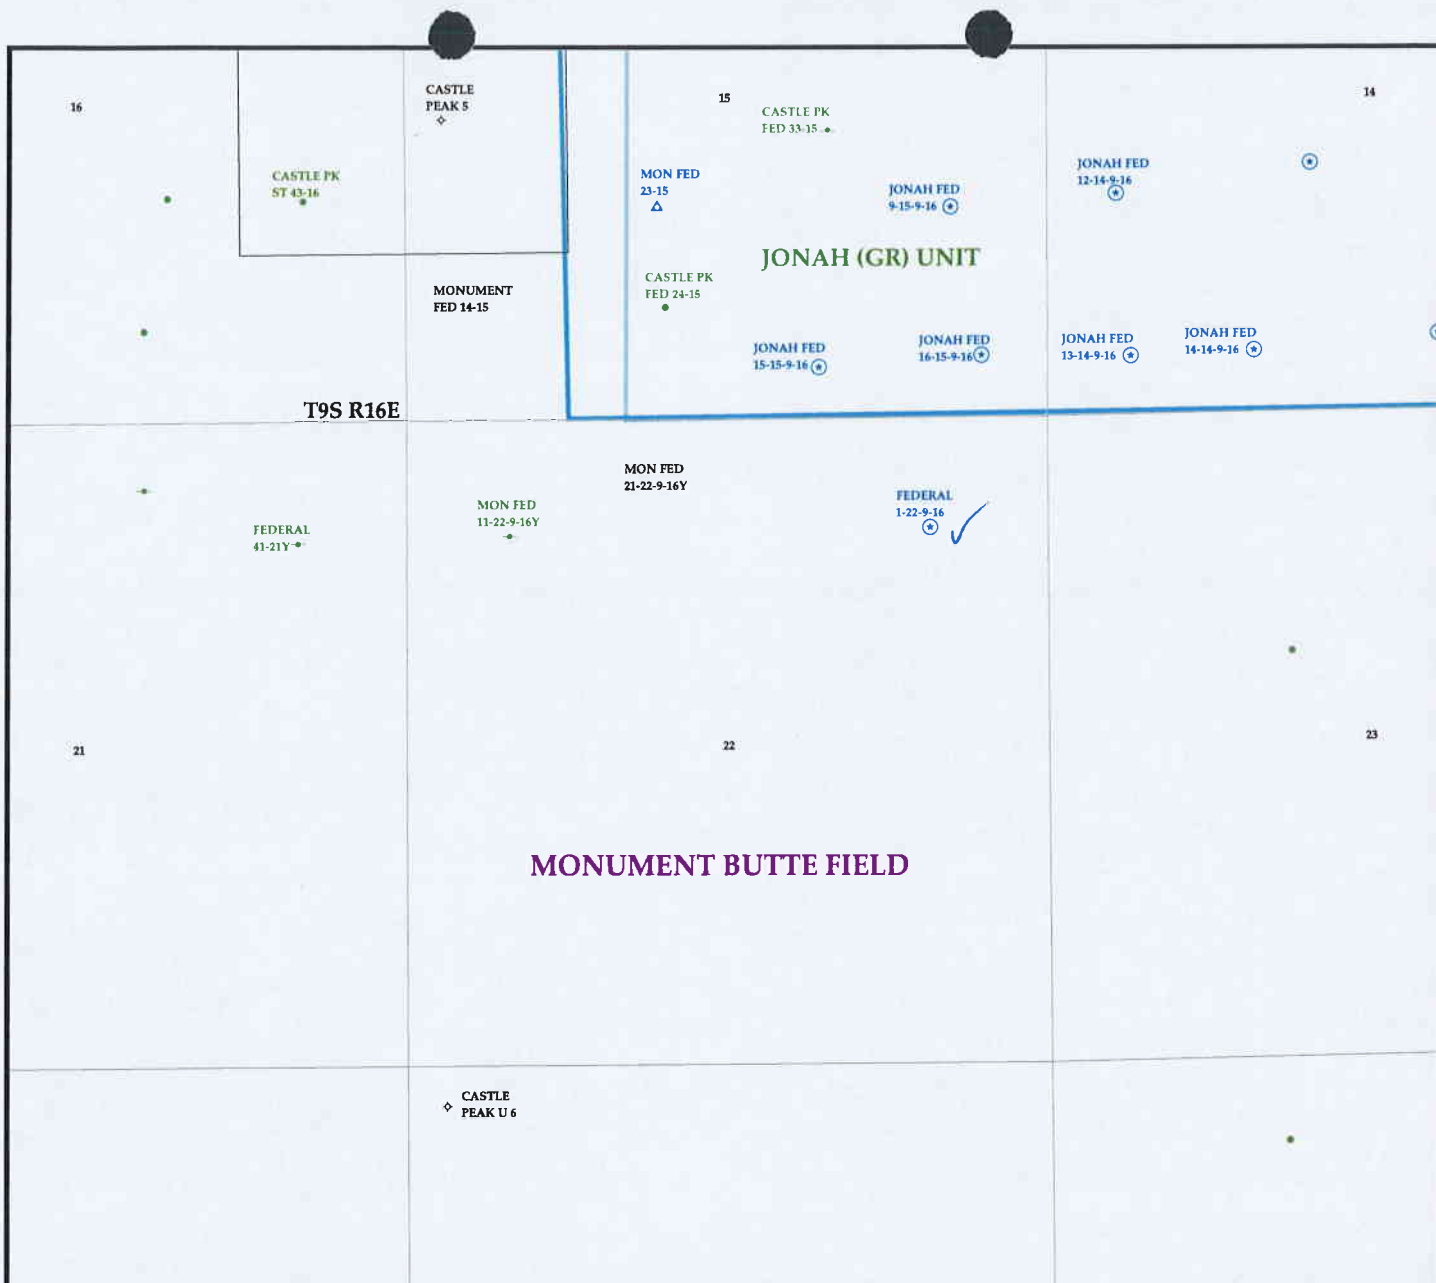 16
CASTLE
PEAK 5
15
14
CASTLE PK
FED 33-15
CASTLE PK
ST 43-16
MON FED
23-15
JONAH FED
9-15-9-16
JONAH FED
12-14-9-16
JONAH (GR) UNIT
MONUMENT
FED 14-15
CASTLE PK
FED 24-15
JONAH FED
15-15-9-16
JONAH FED
16-15-9-16
JONAH FED
13-14-9-16
JONAH FED
14-14-9-16
T9S R16E
MON FED
21-22-9-16Y
FEDERAL
41-21Y
MON FED
11-22-9-16Y
FEDERAL
1-22-9-16
21
22
23
MONUMENT BUTTE FIELD
CASTLE
PEAK U 6